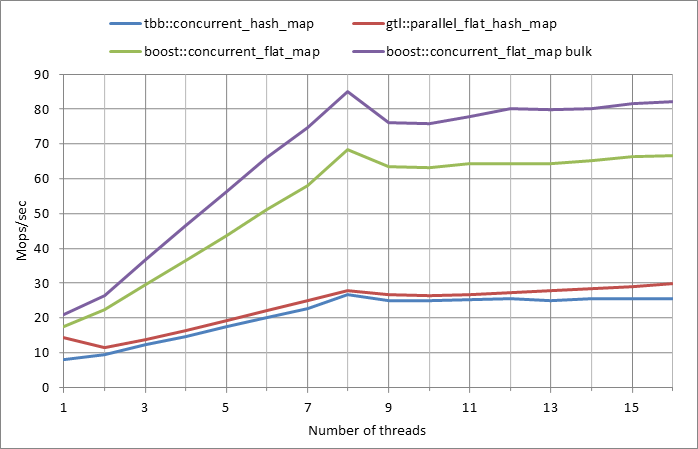 tbb::concurrent_hash_map gtl::parallel_flat_hash_map
boost::concurrent_flat_map boost::concurrent_flat_map bulk
90
80
70
60
50
40
30
20
10
0
Mops/sec
1 3 5 7 9 11 13 15
Number of threads